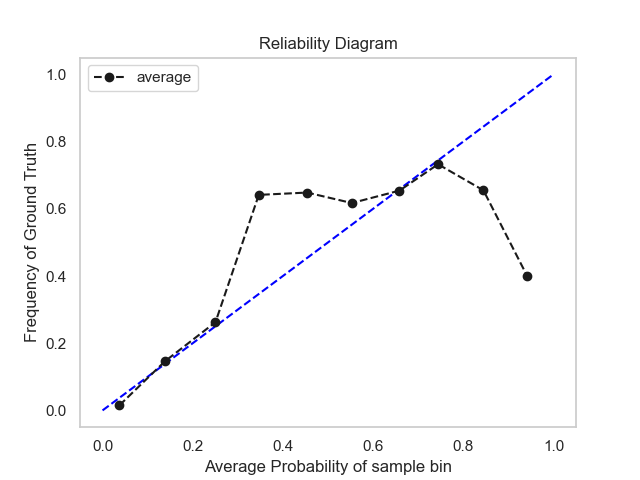 Reliability Diagram
average
Frequency of Ground Truth
1.0
0.8
0.6
0.4
0.2
0.0
0.0 0.2 0.4 0.6 0.8 1.0
Average Probability of sample bin